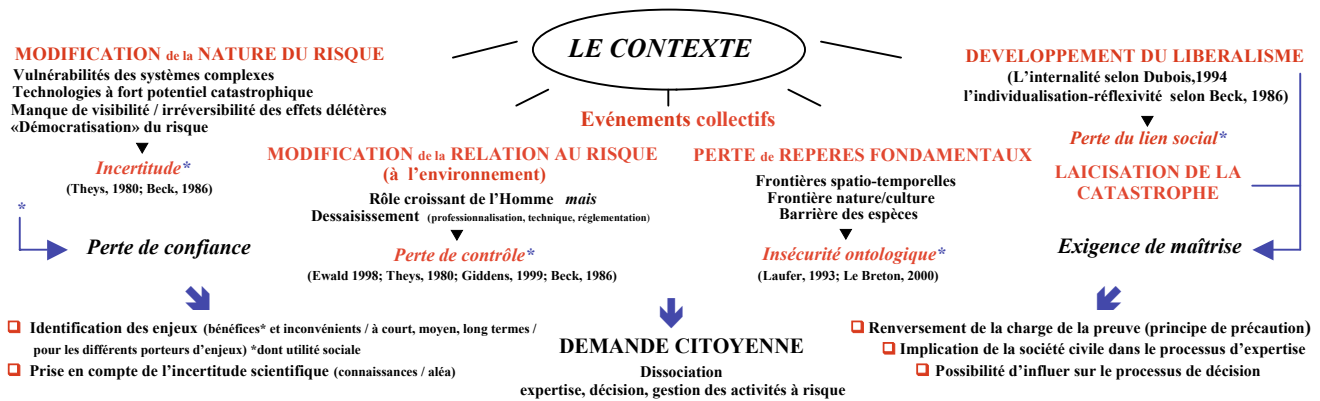 LE CONTEXTE
MODIFICATION de la NATURE DU RISQUE
Vulnérabilités des systèmes complexes
Technologies à fort potentiel catastrophique
Manque de visibilité / irréversibilité des effets délétères
«Démocratisation» du risque
Incertitude*
(Theys, 1980; Beck, 1986)
*
Perte de confiance
Evénements collectifs
MODIFICATION de la RELATION AU RISQUE
(à l’environnement)
Rôle croissant de l’Homme mais
Dessaisissement (professionnalisation, technique, réglementation)
Perte de contrôle*
(Ewald 1998; Theys, 1980; Giddens, 1999; Beck, 1986)
PERTE de REPERES FONDAMENTAUX
Frontières spatio-temporelles
Frontière nature/culture
Barrière des espèces
Insécurité ontologique*
(Laufer, 1993; Le Breton, 2000)
DEVELOPPEMENT DU LIBERALISME
(L’internalité selon Dubois,1994
l’individualisation-réflexivité selon Beck, 1986)
Perte du lien social*
LAICISATION DE LA
CATASTROPHE
Exigence de maîtrise
Identification des enjeux (bénéfices* et inconvénients / à court, moyen, long termes /
pour les différents porteurs d’enjeux) *dont utilité sociale
Prise en compte de l’incertitude scientifique (connaissances / aléa)
DEMANDE CITOYENNE
Dissociation
expertise, décision, gestion des activités à risque
Renversement de la charge de la preuve (principe de précaution)
Implication de la société civile dans le processus d’expertise
Possibilité d’influer sur le processus de décision